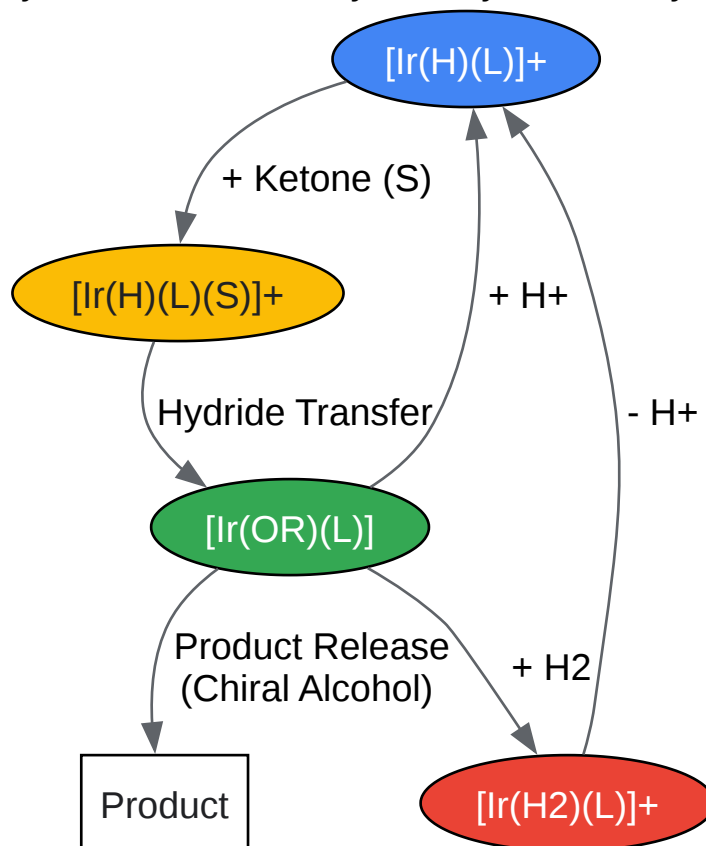 [Ir(H)(L)]+
+ Ketone (S)
[Ir(H)(L)(S)]+
+ H+
Hydride Transfer
- H+
[Ir(OR)(L)]
Product Release
(Chiral Alcohol)
+ H2
Product
[Ir(H2)(L)]+